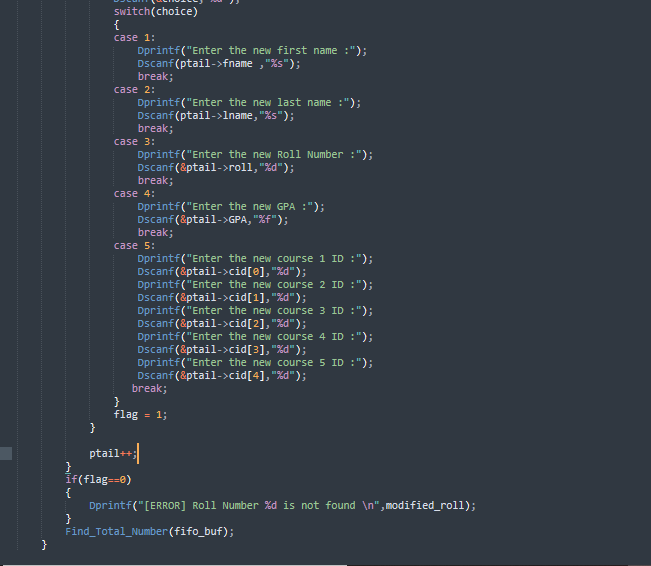 switch(choice)
{
case 1:
Dprintf("Enter the new first name :");
Dscanf(ptail->fname ,"%s");
break;
case 2:
Dprintf("Enter the new last name :");
Dscanf(ptail->lname,"%s");
break;
case 3:
Dprintf("Enter the new Roll Number :");
Dscanf(&ptail->roll,"%d");
break;
case 4:
Dprintf("Enter the new GPA :");
Dscanf(&ptail->GPA,"%f");
break;
case 5:
Dprintf("Enter the new course 1 ID :");
Dscanf(&ptail->cid[0],"%d");
Dprintf("Enter the new course 2 ID :");
Dscanf(&ptail->cid[1],"%d");
Dprintf("Enter the new course 3 ID :");
Dscanf(&ptail->cid[2],"%d");
Dprintf("Enter the new course 4 ID :");
Dscanf(&ptail->cid[3],"%d");
Dprintf("Enter the new course 5 ID :");
Dscanf(&ptail->cid[4],"%d");
break;
}
flag = 1;
}
ptail++;
}
if(flag==0)
{
Dprintf("[ERROR] Roll Number %d is not found \n",modified_roll);
}
Find_Total_Number(fifo_buf);
}